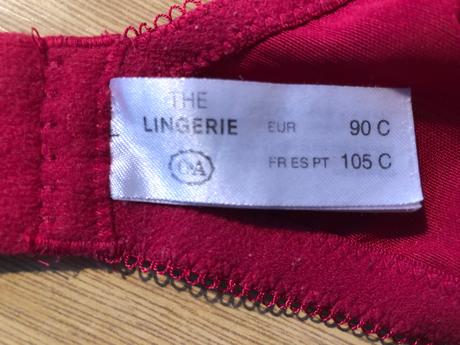 THE
LINGERIE
C&A
EUR 90 C
FR ES PT 105 C